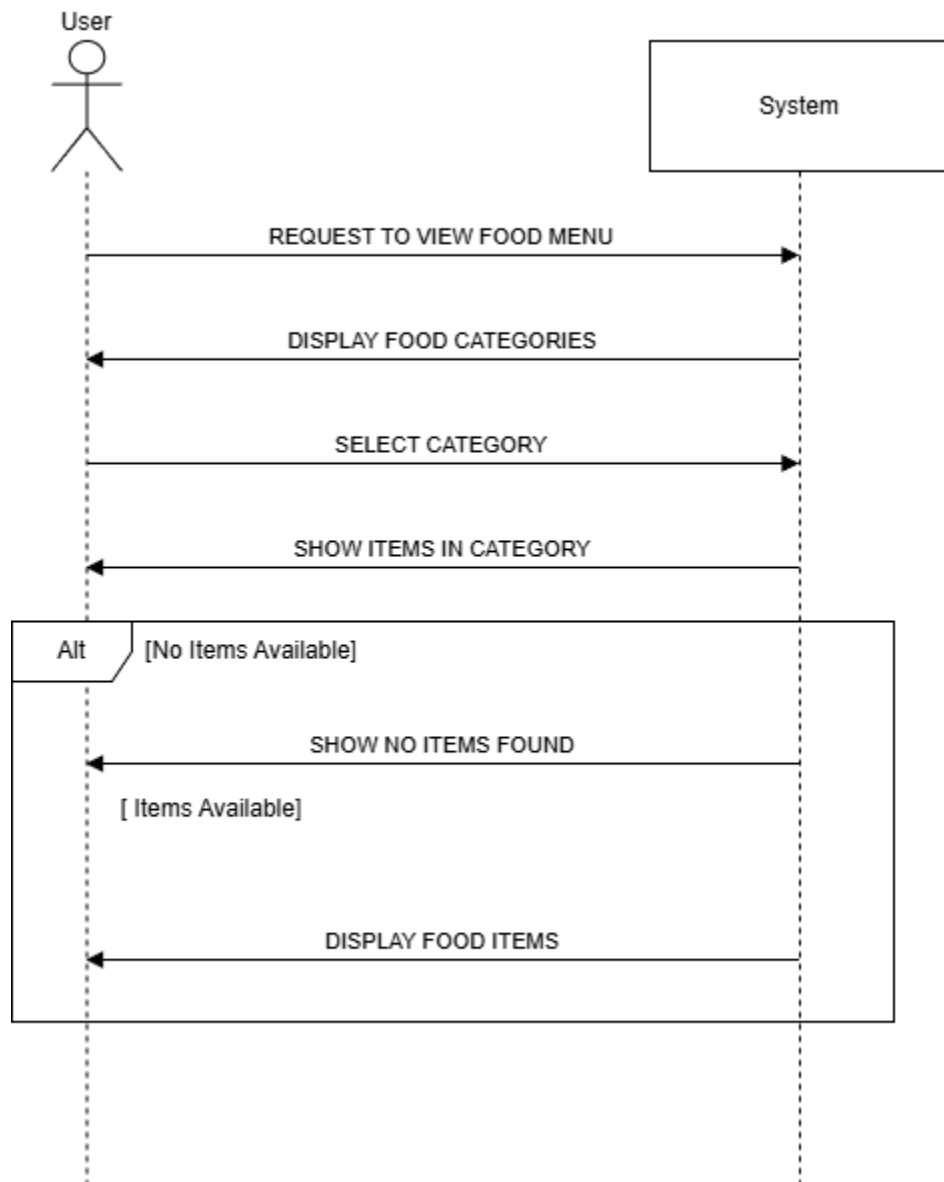 User
System
REQUEST TO VIEW FOOD MENU
DISPLAY FOOD CATEGORIES
SELECT CATEGORY
SHOW ITEMS IN CATEGORY
Alt
[No Items Available]
SHOW NO ITEMS FOUND
[ Items Available]
DISPLAY FOOD ITEMS